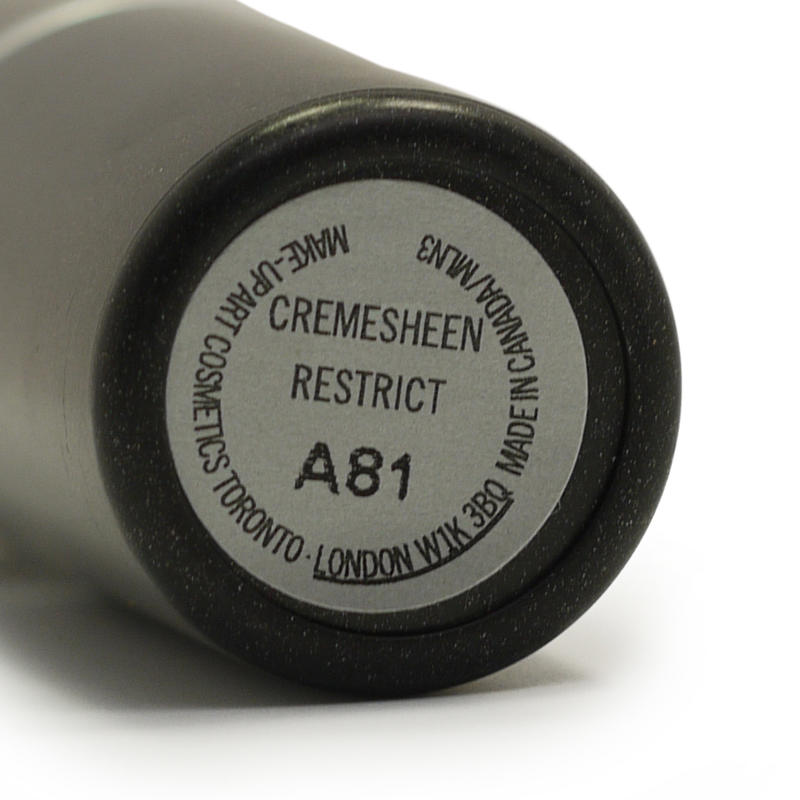 CREMESHEEN
RESTRICT
A81
MAKE-UP ART COSMETICS TORONTO · LONDON W1K 3BQ MADE IN CANADA/MLN3